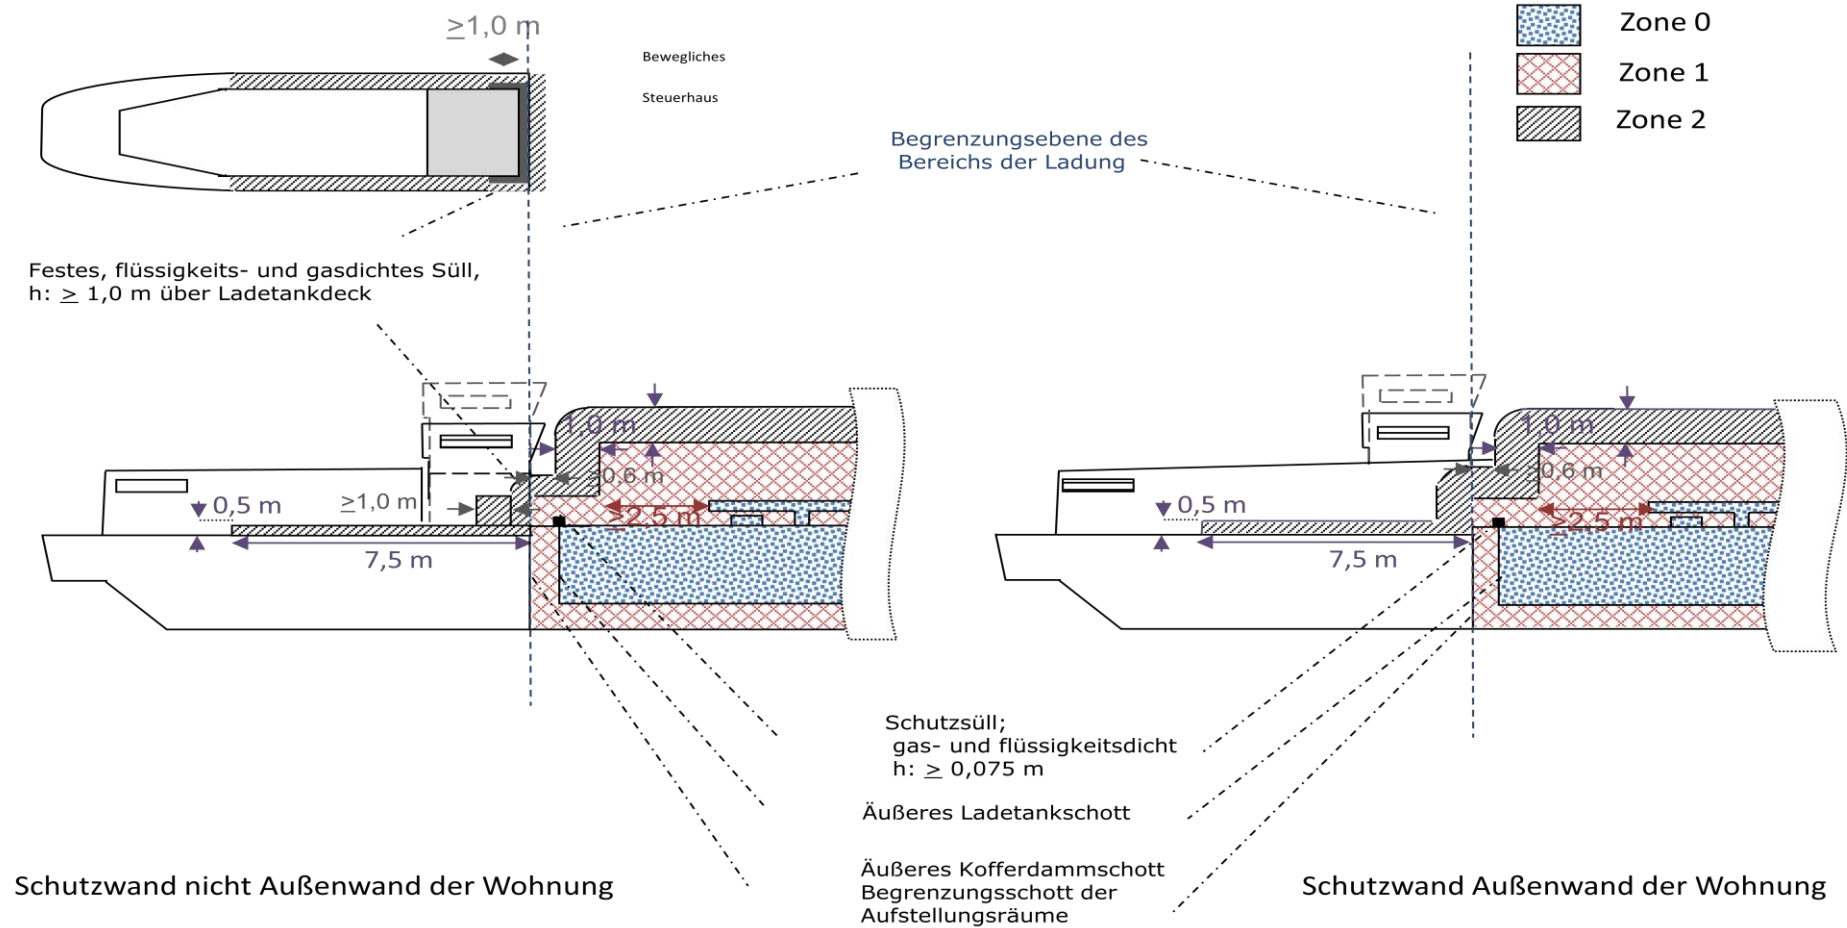 ≥1,0 m
Bewegliches
Steuerhaus
Zone 0
Zone 1
Zone 2
Begrenzungsebene des
Bereichs der Ladung
Festes, flüssigkeits- und gasdichtes Süll,
h: ≥ 1,0 m über Ladetankdeck
1,0 m
≥0,6 m
≥1,0 m
0,5 m
≥2,5 m
7,5 m
1,0 m
≥0,6 m
0,5 m
≥2,5 m
7,5 m
Schutzsüll;
gas- und flüssigkeitsdicht
h: ≥ 0,075 m
Äußeres Ladetankschott
Äußeres Kofferdammschott
Begrenzungsschott der
Aufstellungsräume
Schutzwand nicht Außenwand der Wohnung
Schutzwand Außenwand der Wohnung